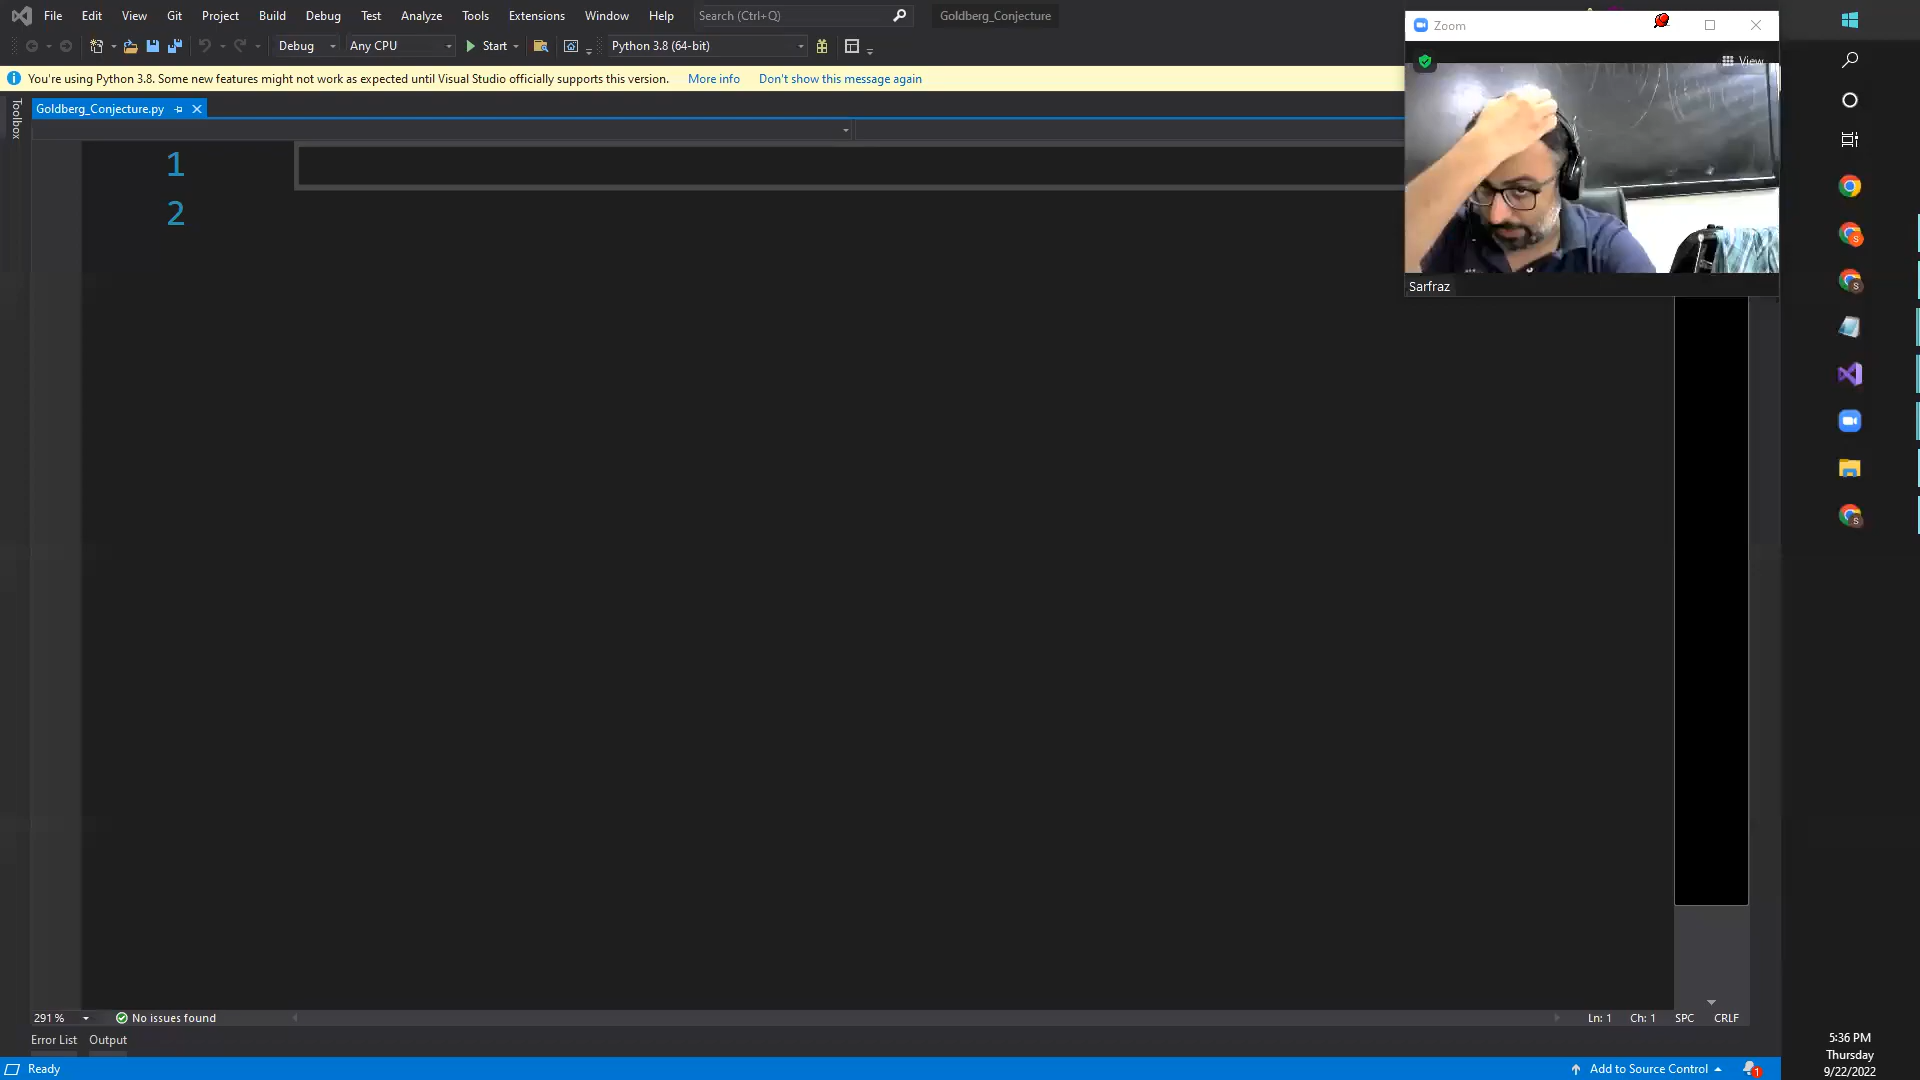 File Edit View Git Project Build Debug Test Analyze Tools Extensions Window Help Search (Ctrl+Q) Goldberg_Conjecture
Debug Any CPU Start Python 3.8 (64-bit)
You're using Python 3.8. Some new features might not work as expected until Visual Studio officially supports this version. More info Don't show this message again
Toolbox
Goldberg_Conjecture.py
1
2
Zoom
View
Sarfraz
291 % No issues found Ln: 1 Ch: 1 SPC CRLF
Error List Output
Ready Add to Source Control 1
5:36 PM
Thursday
9/22/2022